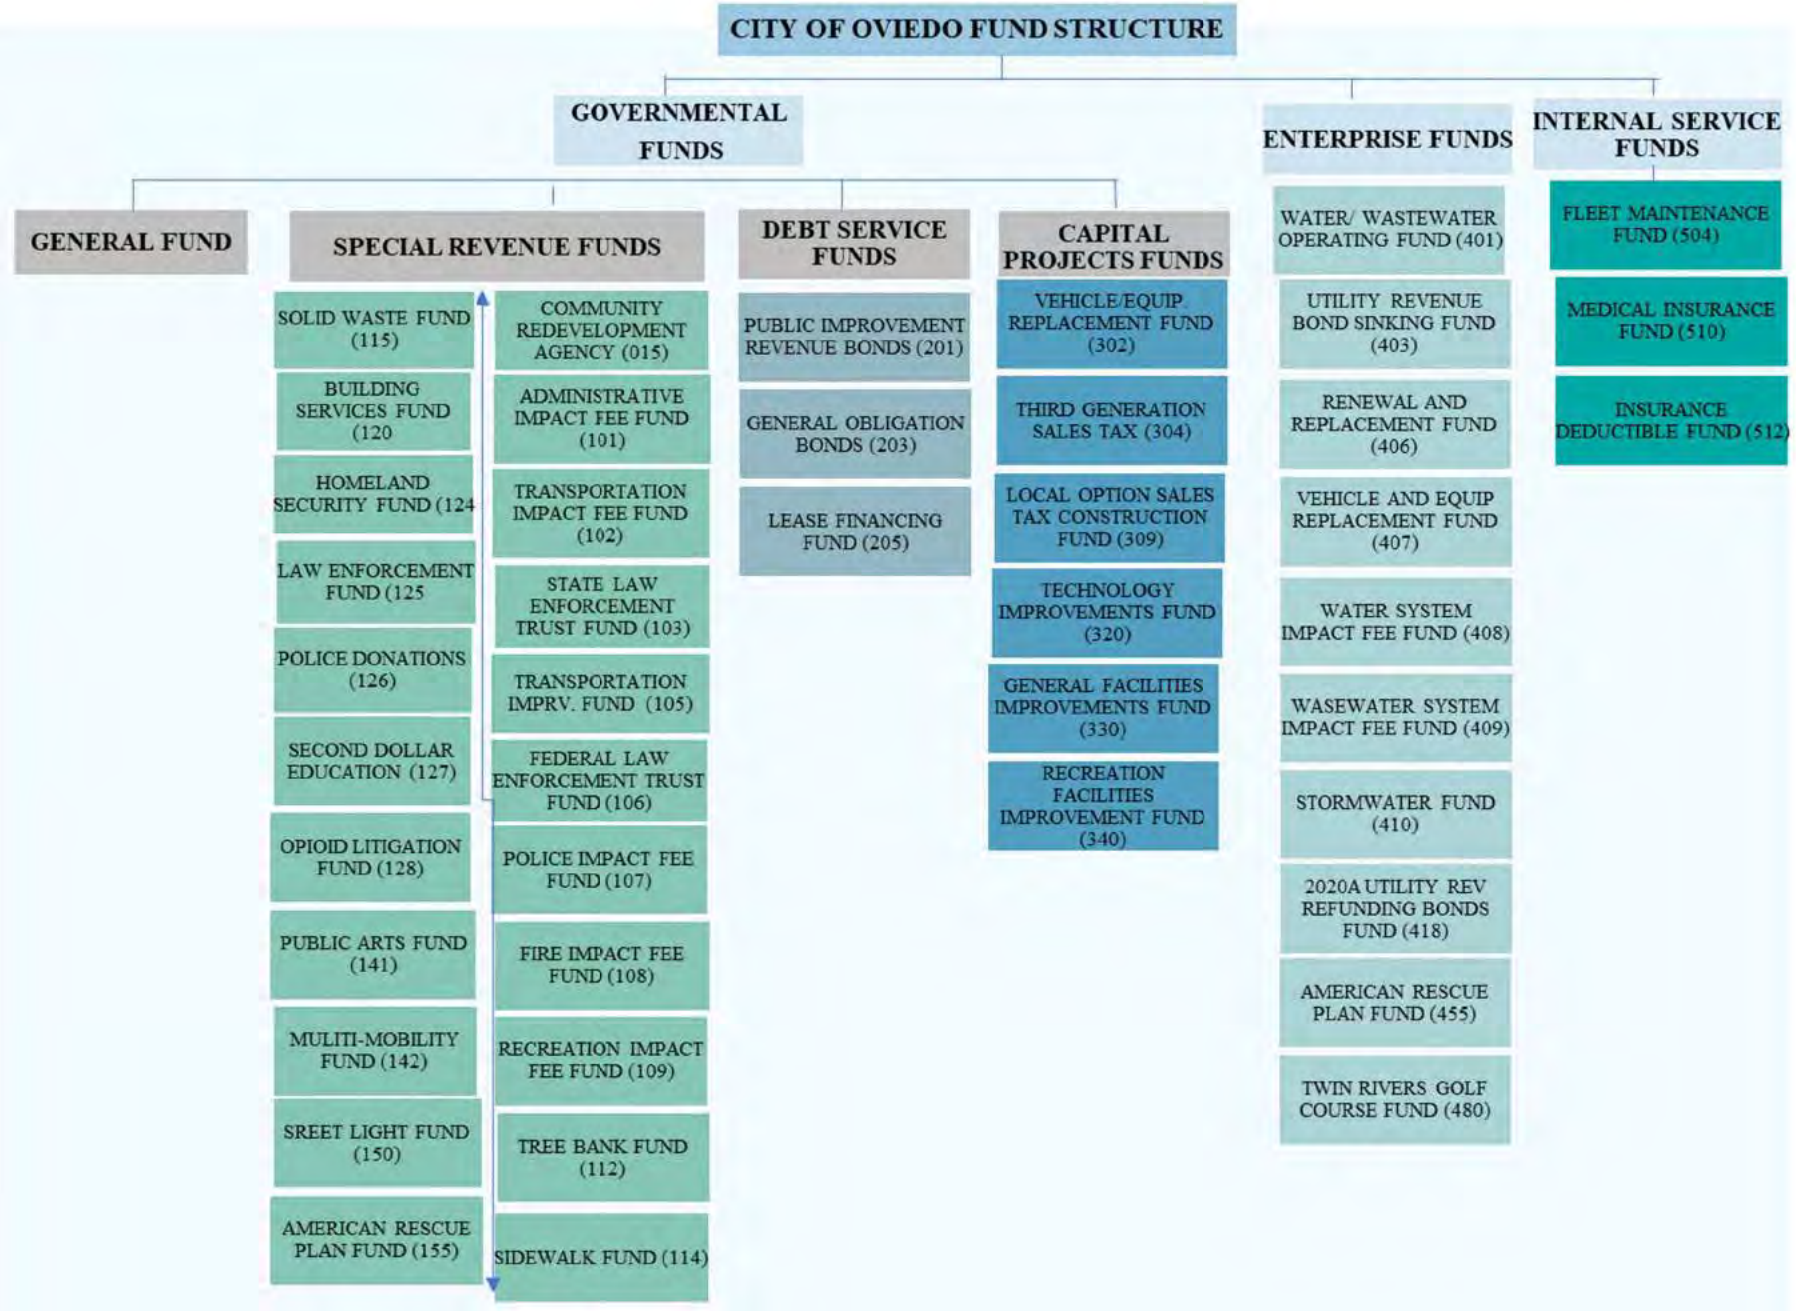 CITY OF OVIEDO FUND STRUCTURE
GOVERNMENTAL
FUNDS
ENTERPRISE FUNDS
INTERNAL SERVICE
FUNDS
GENERAL FUND
SPECIAL REVENUE FUNDS
DEBT SERVICE
FUNDS
CAPITAL
PROJECTS FUNDS
SOLID WASTE FUND
(115)
BUILDING
SERVICES FUND
(120
HOMELAND
SECURITY FUND (124
LAW ENFORCEMENT
FUND (125
POLICE DONATIONS
(126)
SECOND DOLLAR
EDUCATION (127)
OPIOID LITIGATION
FUND (128)
PUBLIC ARTS FUND
(141)
MULITI-MOBILITY
FUND (142)
SREET LIGHT FUND
(150)
AMERICAN RESCUE
PLAN FUND (155)
COMMUNITY
REDEVELOPMENT
AGENCY (015)
ADMINISTRATIVE
IMPACT FEE FUND
(101)
TRANSPORTATION
IMPACT FEE FUND
(102)
STATE LAW
ENFORCEMENT
TRUST FUND (103)
TRANSPORTATION
IMPRV. FUND (105)
FEDERAL LAW
ENFORCEMENT TRUST
FUND (106)
POLICE IMPACT FEE
FUND (107)
FIRE IMPACT FEE
FUND (108)
RECREATION IMPACT
FEE FUND (109)
TREE BANK FUND
(112)
SIDEWALK FUND (114)
PUBLIC IMPROVEMENT
REVENUE BONDS (201)
GENERAL OBLIGATION
BONDS (203)
LEASE FINANCING
FUND (205)
VEHICLE/EQUIP.
REPLACEMENT FUND
(302)
THIRD GENERATION
SALES TAX (304)
LOCAL OPTION SALES
TAX CONSTRUCTION
FUND (309)
TECHNOLOGY
IMPROVEMENTS FUND
(320)
GENERAL FACILITIES
IMPROVEMENTS FUND
(330)
RECREATION
FACILITIES
IMPROVEMENT FUND
(340)
WATER/ WASTEWATER
OPERATING FUND (401)
UTILITY REVENUE
BOND SINKING FUND
(403)
RENEWAL AND
REPLACEMENT FUND
(406)
VEHICLE AND EQUIP
REPLACEMENT FUND
(407)
WATER SYSTEM
IMPACT FEE FUND (408)
WASEWATER SYSTEM
IMPACT FEE FUND (409)
STORMWATER FUND
(410)
2020A UTILITY REV
REFUNDING BONDS
FUND (418)
AMERICAN RESCUE
PLAN FUND (455)
TWIN RIVERS GOLF
COURSE FUND (480)
FLEET MAINTENANCE
FUND (504)
MEDICAL INSURANCE
FUND (510)
INSURANCE
DEDUCTIBLE FUND (512)